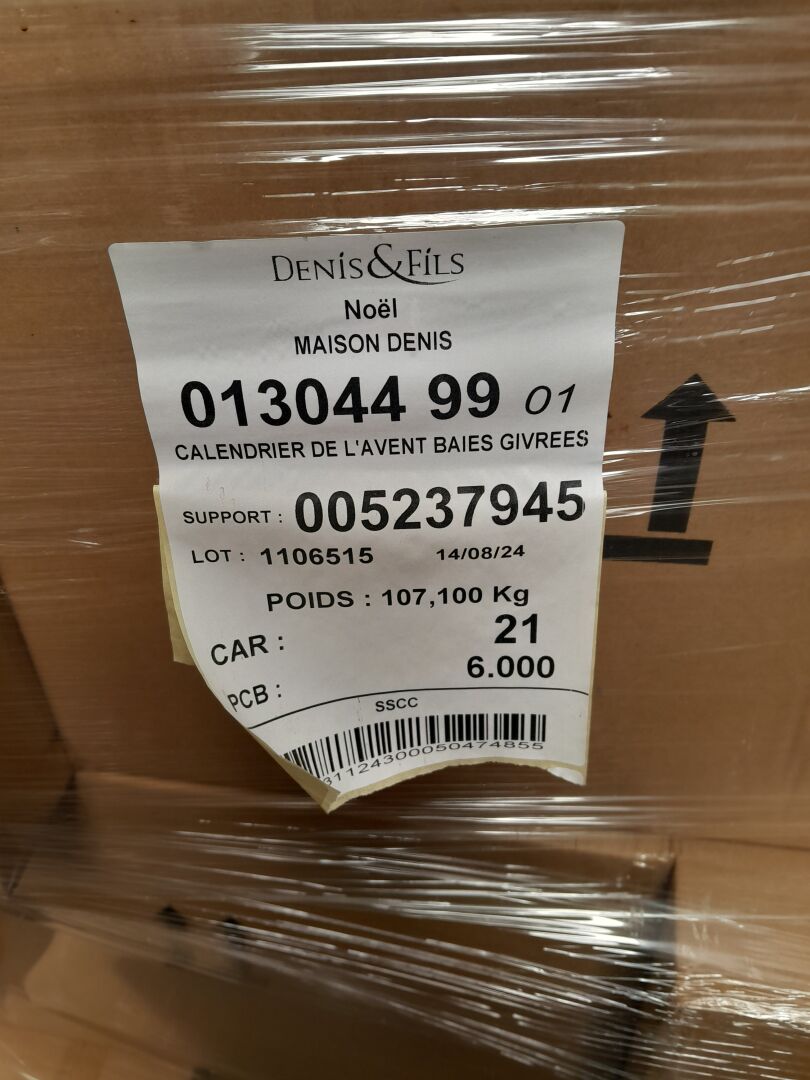 DENIS & FILS
Noël
MAISON DENIS
013044 99 01
CALENDRIER DE L'AVENT BAIES GIVREES
SUPPORT : 005237945
LOT : 1106515 14/08/24
POIDS : 107,100 Kg
CAR : 21
PCB : 6.000
SSCC
311243000050474855